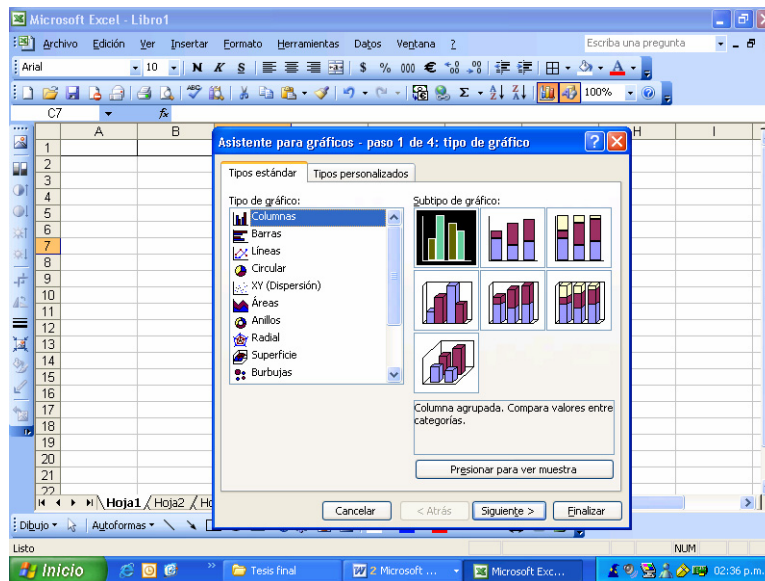 Microsoft Excel - Libro1
Archivo Edición Ver Insertar Formato Herramientas Datos Ventana ? Escriba una pregunta
Arial 10 N K S $ % 000 €
100%
C7 fx
A B H I
Asistente para gráficos - paso 1 de 4: tipo de gráfico
Tipos estándar Tipos personalizados
Tipo de gráfico: Subtipo de gráfico:
Columnas
Barras
Líneas
Circular
XY (Dispersión)
Áreas
Anillos
Radial
Superficie
Burbujas
Columna agrupada. Compara valores entre
categorías.
Presionar para ver muestra
Cancelar < Atrás Siguiente > Finalizar
1
2
3
4
5
6
7
8
9
10
11
12
13
14
15
16
17
18
19
20
21
22
Hoja1 Hoja2
Dibujo Autoformas
Listo NUM
Inicio Tesis final 2 Microsoft ... Microsoft Exc... 02:36 p.m.